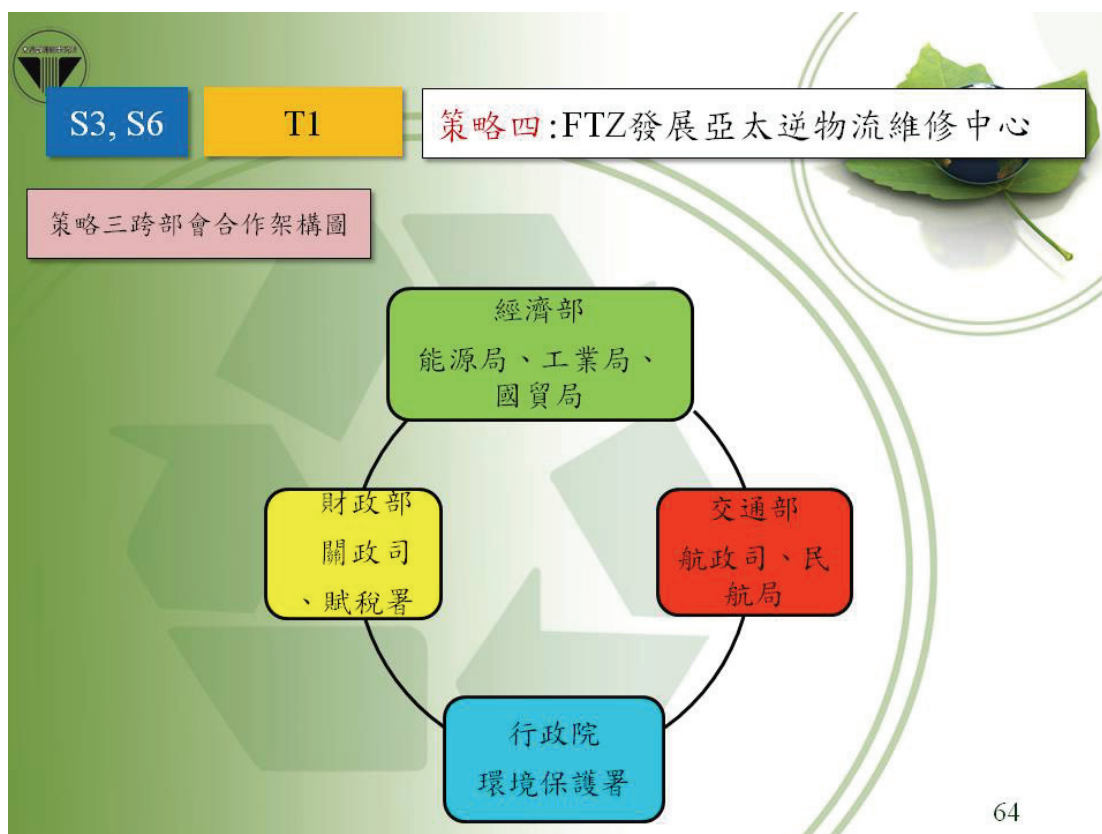 S3, S6
T1
策略四:FTZ發展亞太逆物流維修中心
策略三跨部會合作架構圖
經濟部
能源局、工業局、
國貿局
財政部
關政司
、賦稅署
交通部
航政司、民
航局
行政院
環境保護署
64